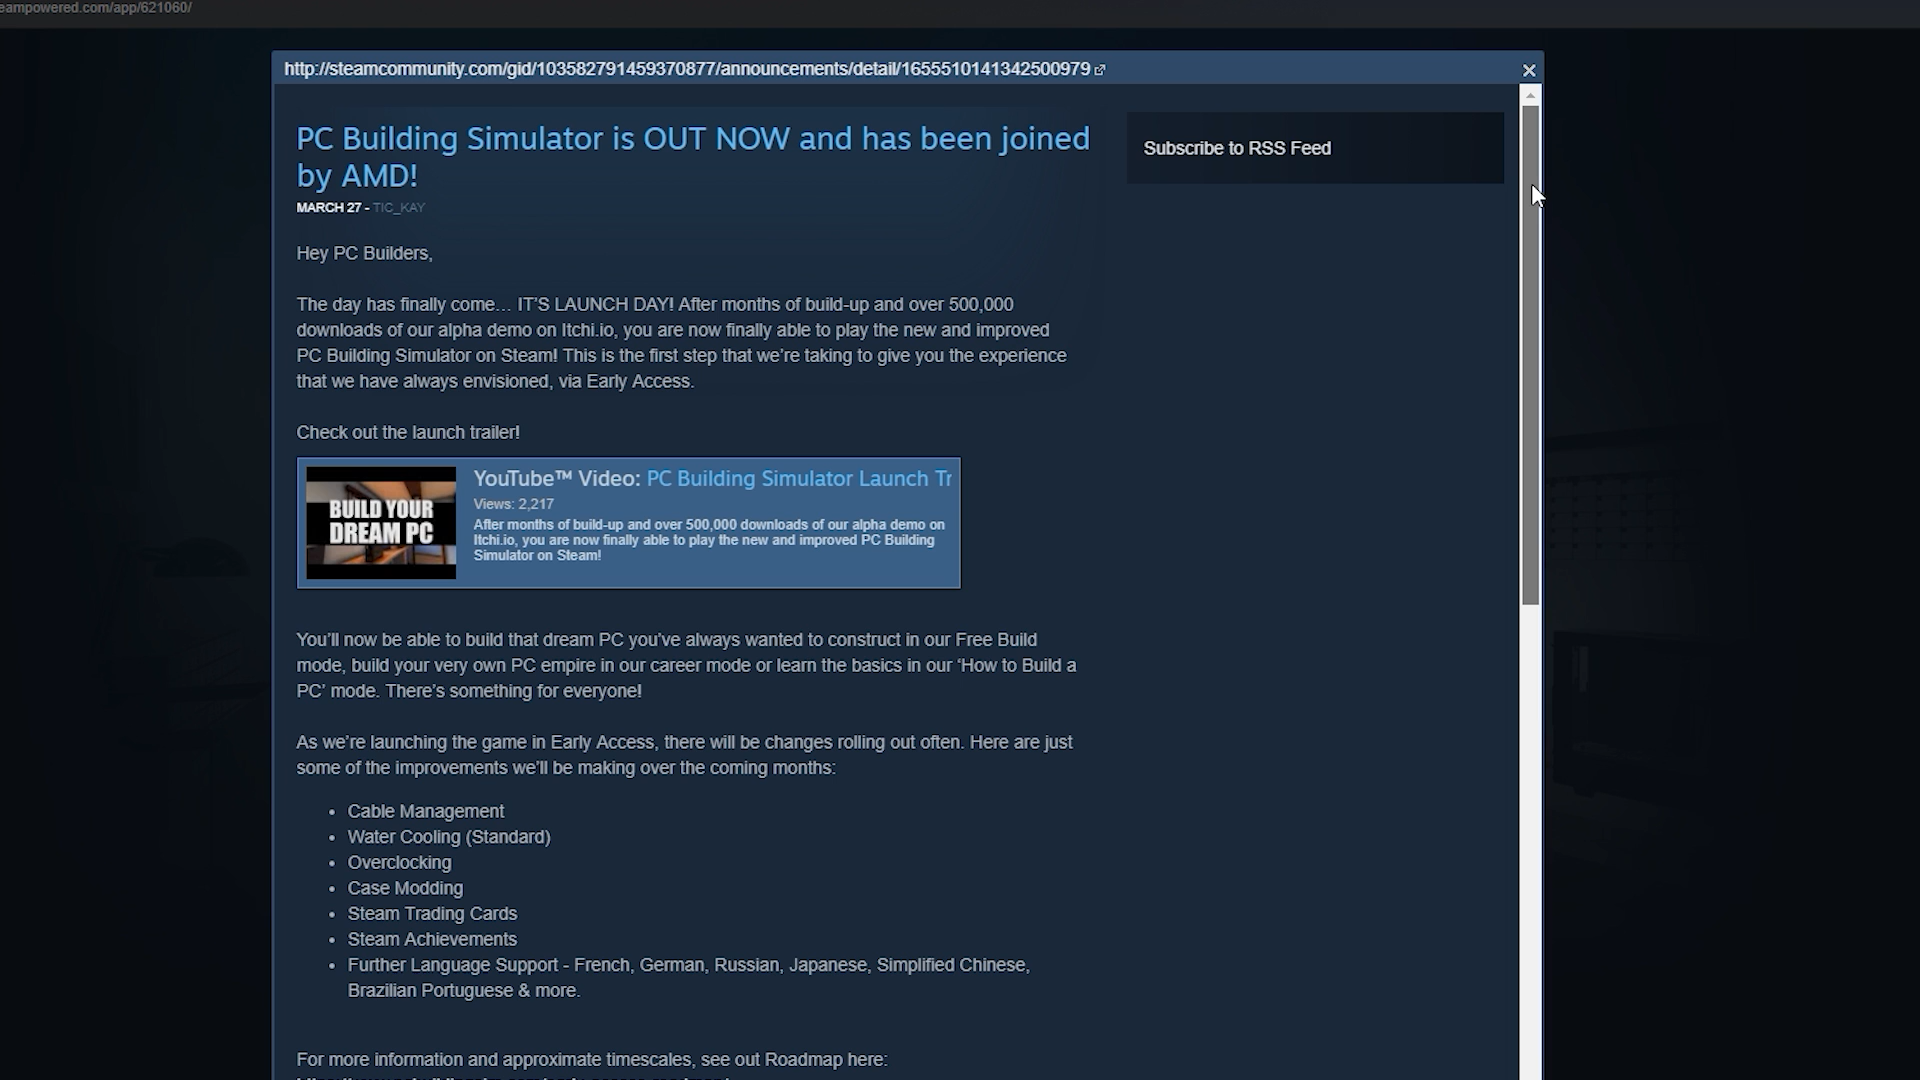 eampowered.com/app/621060/
http://steamcommunity.com/gid/103582791459370877/announcements/detail/1655510141342500979
PC Building Simulator is OUT NOW and has been joined
by AMD!
MARCH 27 - TIC_KAY
Subscribe to RSS Feed
Hey PC Builders,
The day has finally come… IT'S LAUNCH DAY! After months of build-up and over 500,000
downloads of our alpha demo on Itchi.io, you are now finally able to play the new and improved
PC Building Simulator on Steam! This is the first step that we're taking to give you the experience
that we have always envisioned, via Early Access.
Check out the launch trailer!
BUILD YOUR
DREAM PC
YouTube™ Video: PC Building Simulator Launch Tr
Views: 2,217
After months of build-up and over 500,000 downloads of our alpha demo on
Itchi.io, you are now finally able to play the new and improved PC Building
Simulator on Steam!
You'll now be able to build that dream PC you've always wanted to construct in our Free Build
mode, build your very own PC empire in our career mode or learn the basics in our ‘How to Build a
PC’ mode. There's something for everyone!
As we're launching the game in Early Access, there will be changes rolling out often. Here are just
some of the improvements we'll be making over the coming months:
• Cable Management
• Water Cooling (Standard)
• Overclocking
• Case Modding
• Steam Trading Cards
• Steam Achievements
• Further Language Support - French, German, Russian, Japanese, Simplified Chinese,
Brazilian Portuguese & more.
For more information and approximate timescales, see out Roadmap here: